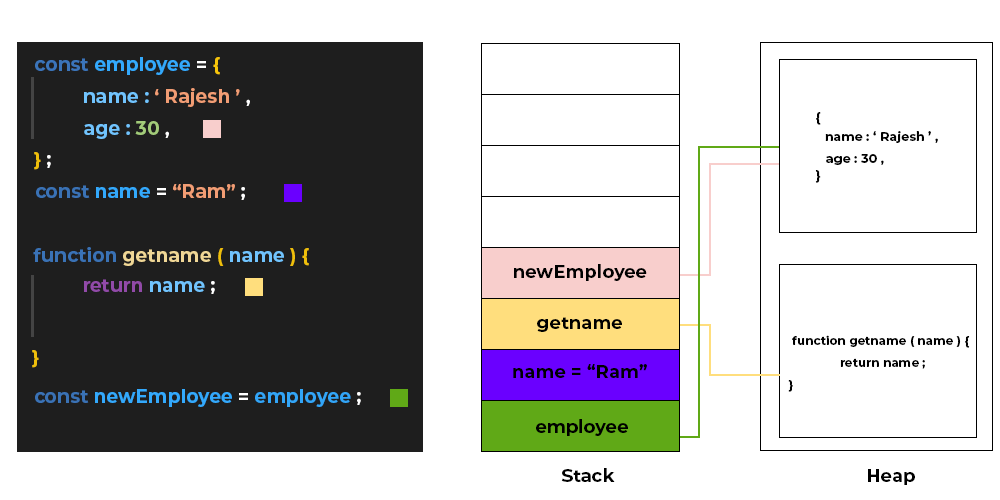 const employee = {
name : ‘ Rajesh ’ ,
age : 30 ,
} ;
const name = “Ram” ;
function getname ( name ) {
return name ;
}
const newEmployee = employee ;
newEmployee
getname
name = “Ram”
employee
Stack
{
name : ‘ Rajesh ’ ,
age : 30 ,
}
function getname ( name ) {
return name ;
}
Heap